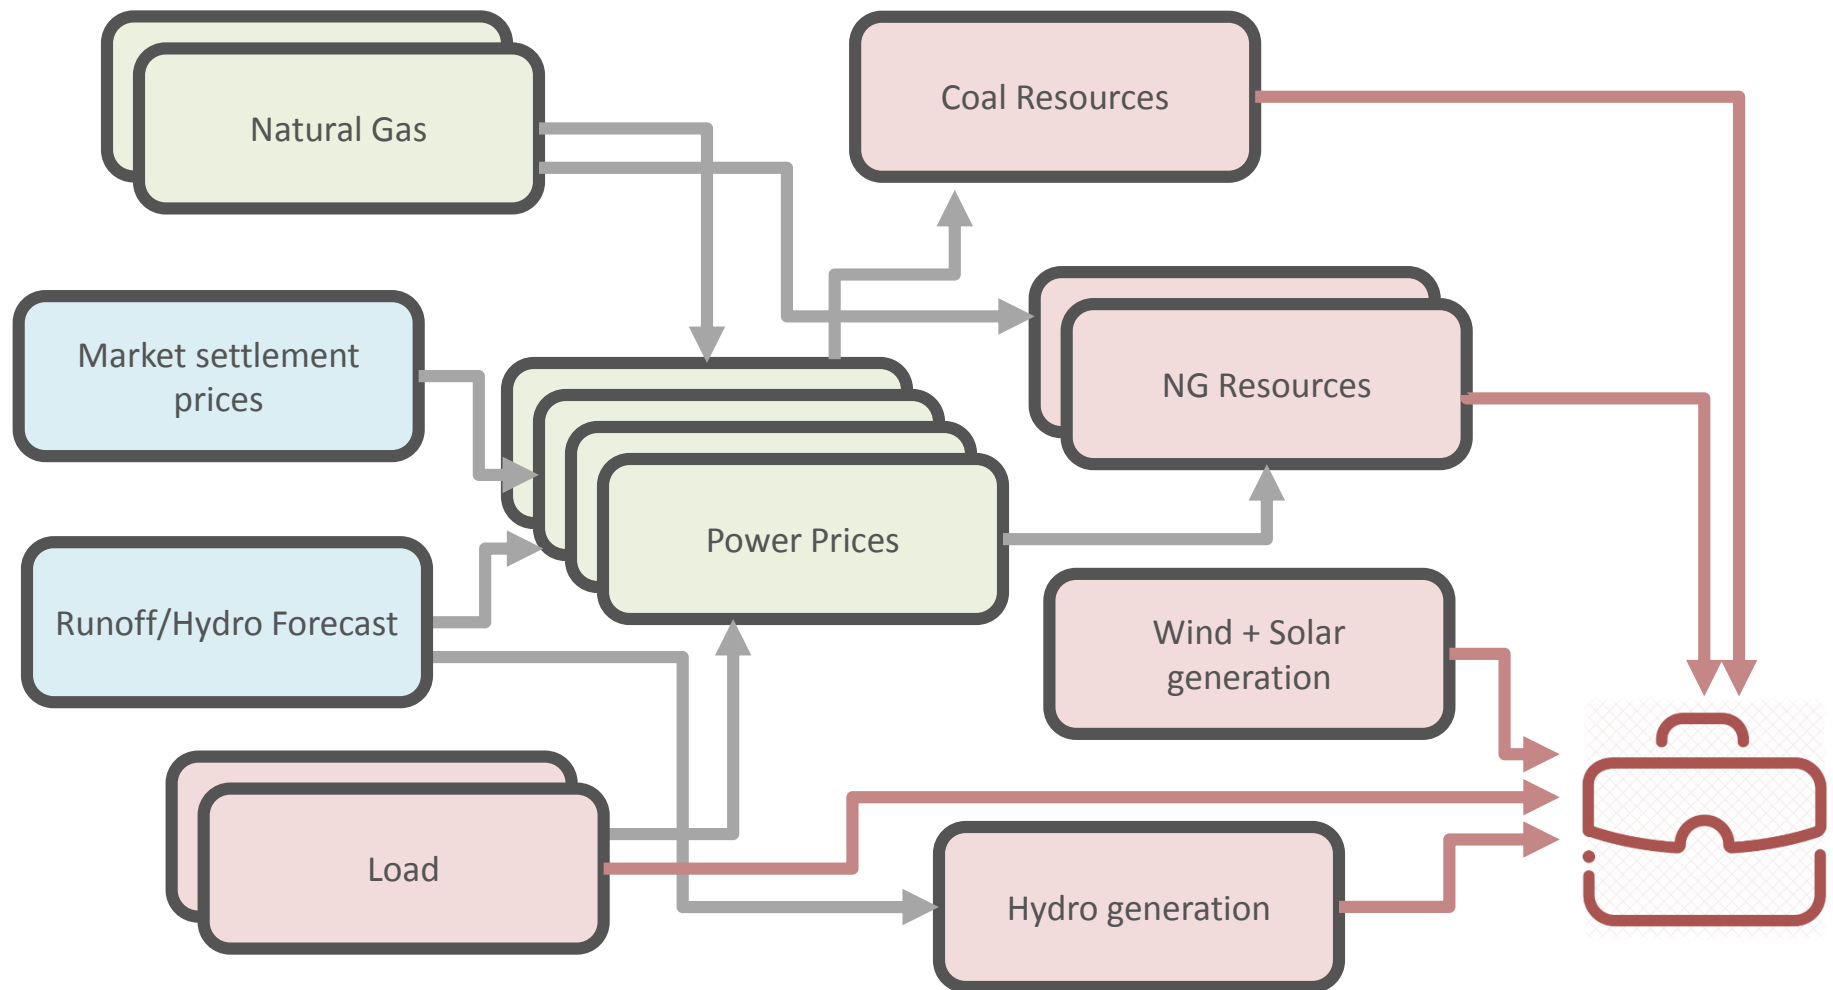 Natural Gas
Coal Resources
Market settlement
prices
NG Resources
Power Prices
Runoff/Hydro Forecast
Wind + Solar
generation
Load
Hydro generation